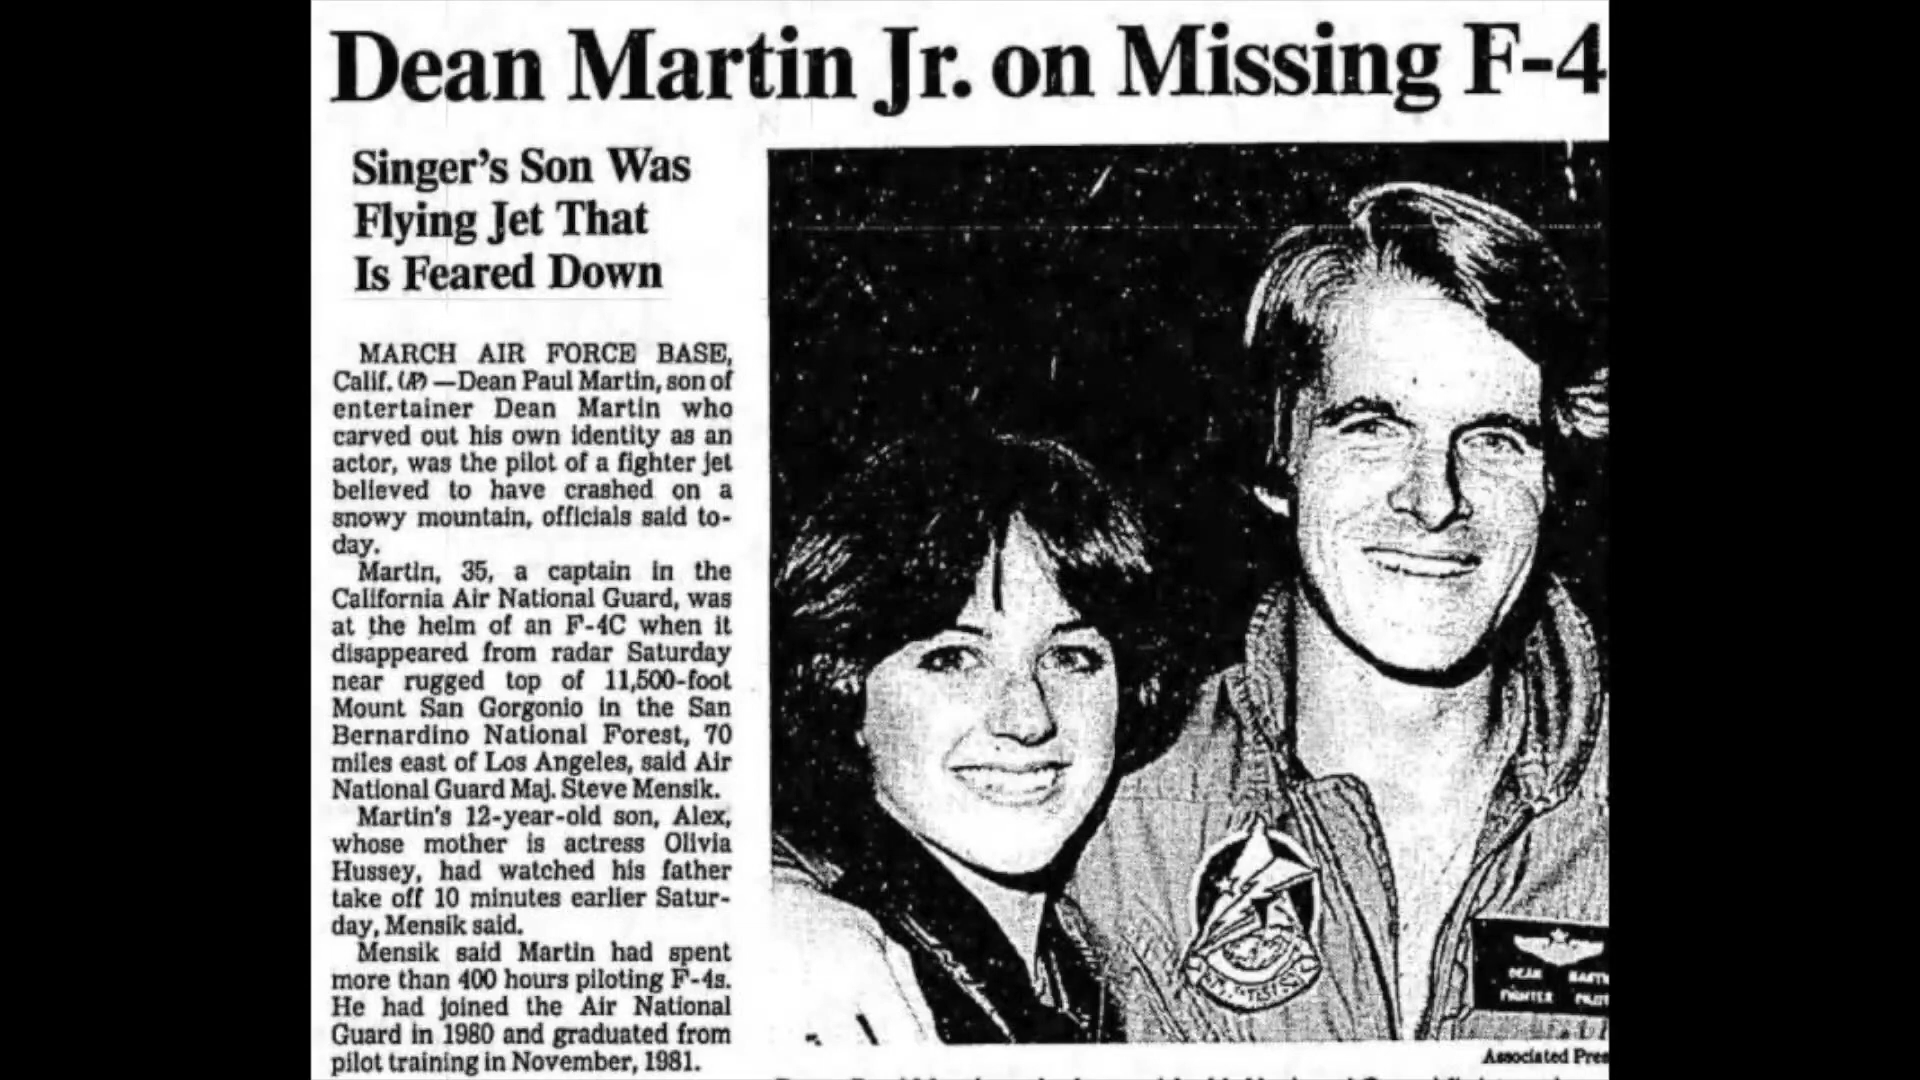 Dean Martin Jr. on Missing F-4
Singer's Son Was
Flying Jet That
Is Feared Down
MARCH AIR FORCE BASE,
Calif. (AP) —Dean Paul Martin, son of
entertainer Dean Martin who
carved out his own identity as an
actor, was the pilot of a fighter jet
believed to have crashed on a
snowy mountain, officials said to-
day.
Martin, 35, a captain in the
California Air National Guard, was
at the helm of an F-4C when it
disappeared from radar Saturday
near rugged top of 11,500-foot
Mount San Gorgonio in the San
Bernardino National Forest, 70
miles east of Los Angeles, said Air
National Guard Maj. Steve Mensik.
Martin's 12-year-old son, Alex,
whose mother is actress Olivia
Hussey, had watched his father
take off 10 minutes earlier Satur-
day, Mensik said.
Mensik said Martin had spent
more than 400 hours piloting F-4s.
He had joined the Air National
Guard in 1980 and graduated from
pilot training in November, 1981.
DEAN MARTIN
FIGHTER PILOT
Associated Pres